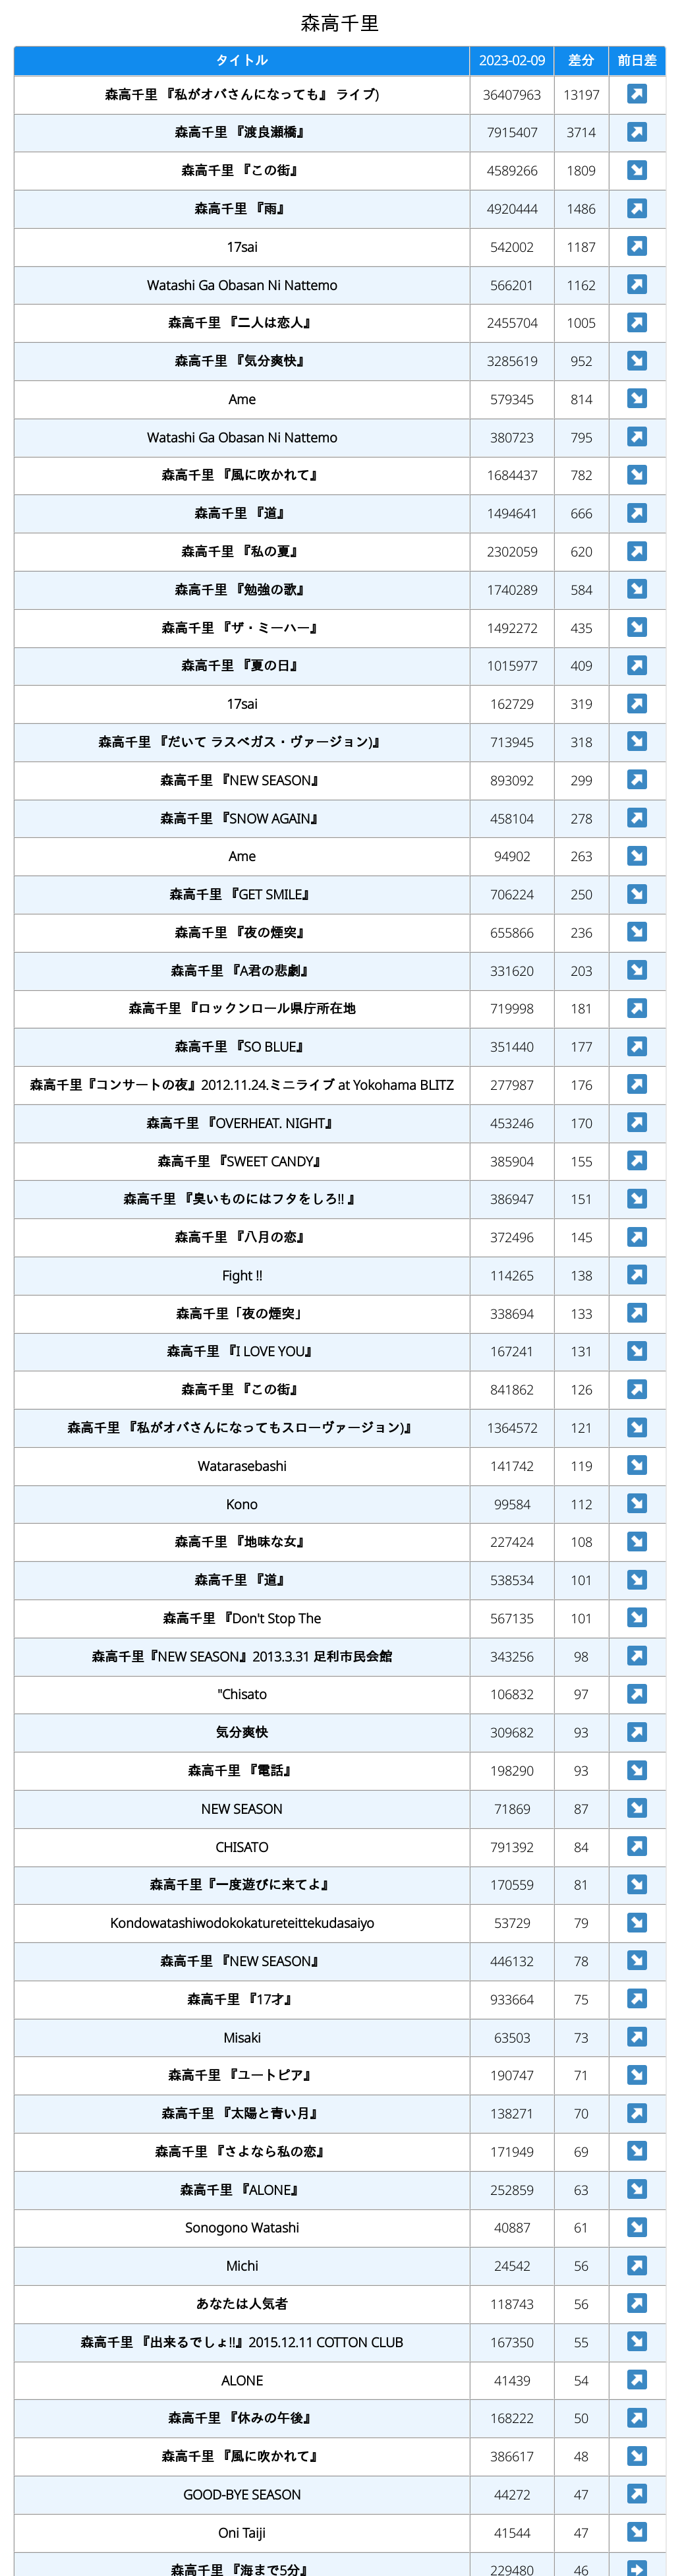 森高千里
タイトル 2023-02-09 差分 前日差
森高千里 『私がオバさんになっても』 ライブ) 36407963 13197
森高千里 『渡良瀬橋』 7915407 3714
森高千里 『この街』 4589266 1809
森高千里 『雨』 4920444 1486
17sai 542002 1187
Watashi Ga Obasan Ni Nattemo 566201 1162
森高千里 『二人は恋人』 2455704 1005
森高千里 『気分爽快』 3285619 952
Ame 579345 814
Watashi Ga Obasan Ni Nattemo 380723 795
森高千里 『風に吹かれて』 1684437 782
森高千里 『道』 1494641 666
森高千里 『私の夏』 2302059 620
森高千里 『勉強の歌』 1740289 584
森高千里 『ザ・ミーハー』 1492272 435
森高千里 『夏の日』 1015977 409
17sai 162729 319
森高千里 『だいて ラスベガス・ヴァージョン)』 713945 318
森高千里 『NEW SEASON』 893092 299
森高千里 『SNOW AGAIN』 458104 278
Ame 94902 263
森高千里 『GET SMILE』 706224 250
森高千里 『夜の煙突』 655866 236
森高千里 『A君の悲劇』 331620 203
森高千里 『ロックンロール県庁所在地 719998 181
森高千里 『SO BLUE』 351440 177
森高千里『コンサートの夜』2012.11.24.ミニライブ at Yokohama BLITZ 277987 176
森高千里 『OVERHEAT. NIGHT』 453246 170
森高千里 『SWEET CANDY』 385904 155
森高千里 『臭いものにはフタをしろ!! 』 386947 151
森高千里 『八月の恋』 372496 145
Fight !! 114265 138
森高千里「夜の煙突」 338694 133
森高千里 『I LOVE YOU』 167241 131
森高千里 『この街』 841862 126
森高千里 『私がオバさんになってもスローヴァージョン)』 1364572 121
Watarasebashi 141742 119
Kono 99584 112
森高千里 『地味な女』 227424 108
森高千里 『道』 538534 101
森高千里 『Don't Stop The 567135 101
森高千里『NEW SEASON』2013.3.31 足利市民会館 343256 98
"Chisato 106832 97
気分爽快 309682 93
森高千里 『電話』 198290 93
NEW SEASON 71869 87
CHISATO 791392 84
森高千里『一度遊びに来てよ』 170559 81
Kondowatashiwodokokatureteittekudasaiyo 53729 79
森高千里 『NEW SEASON』 446132 78
森高千里 『17才』 933664 75
Misaki 63503 73
森高千里 『ユートピア』 190747 71
森高千里 『太陽と青い月』 138271 70
森高千里 『さよなら私の恋』 171949 69
森高千里 『ALONE』 252859 63
Sonogono Watashi 40887 61
Michi 24542 56
あなたは人気者 118743 56
森高千里 『出来るでしょ!!』2015.12.11 COTTON CLUB 167350 55
ALONE 41439 54
森高千里 『休みの午後』 168222 50
森高千里 『風に吹かれて』 386617 48
GOOD-BYE SEASON 44272 47
Oni Taiji 41544 47
森高千里 『海まで5分』 229480 46